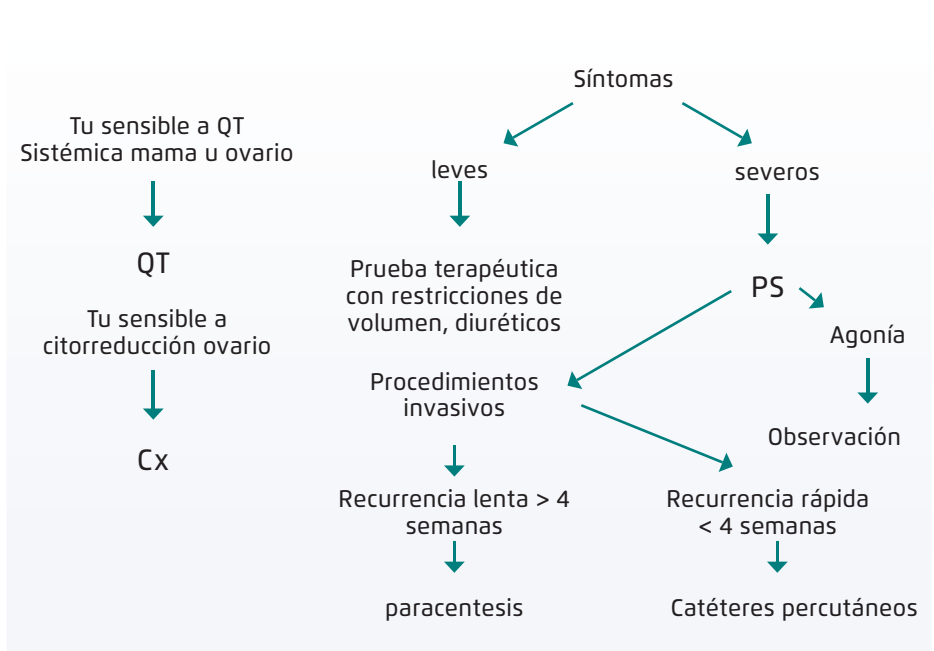 Tu sensible a QT
Sistémica mama u ovario
QT
Tu sensible a
citorreducción ovario
Cx
Síntomas
leves
severos
Prueba terapéutica
con restricciones de
volumen, diuréticos
PS
Agonía
Observación
Procedimientos
invasivos
Recurrencia lenta > 4
semanas
Recurrencia rápida
< 4 semanas
paracentesis
Catéteres percutáneos